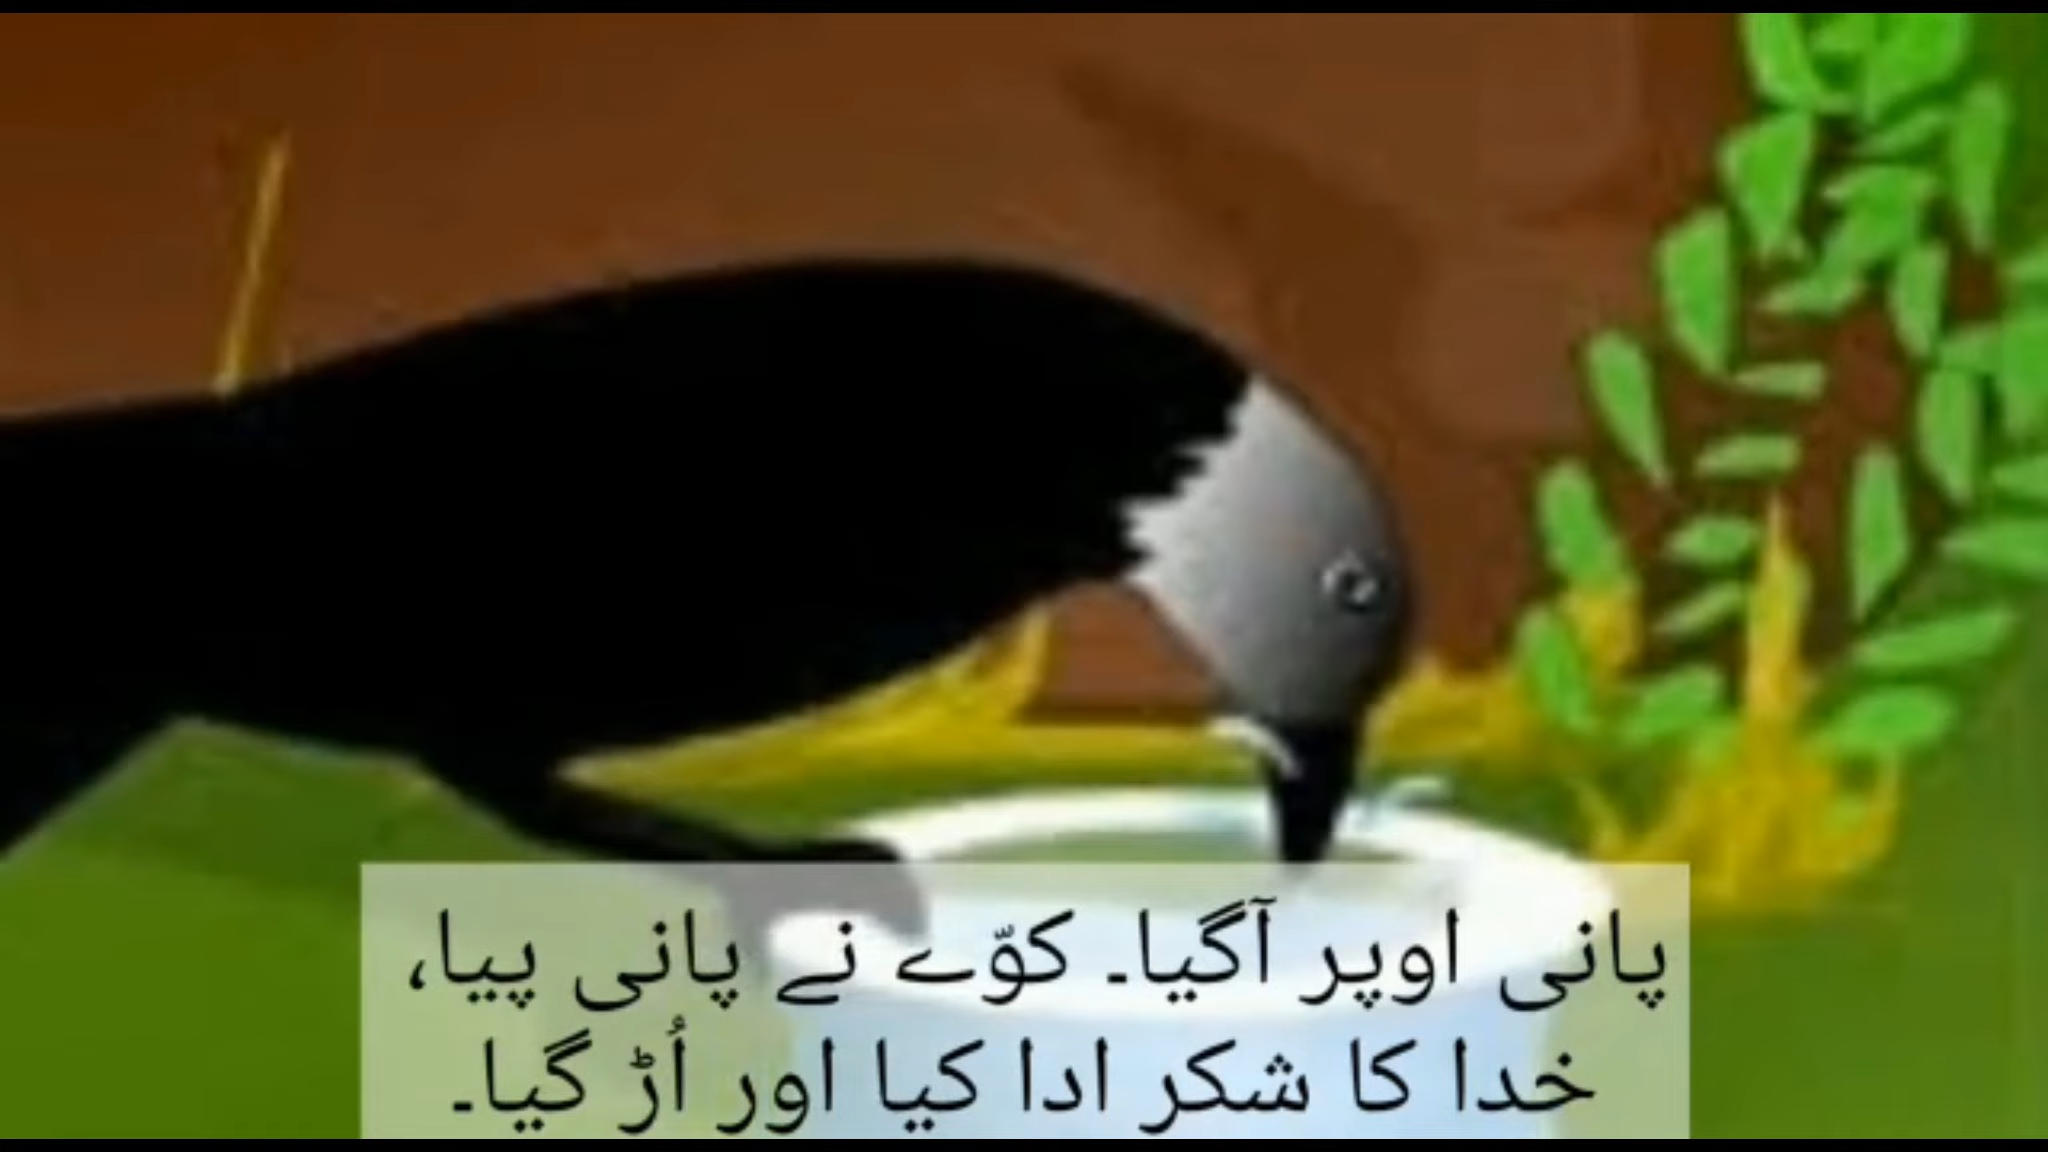 پانی اوپر آگیا۔ کوّے نے پانی پیا،
خدا کا شکر ادا کیا اور اُڑ گیا۔